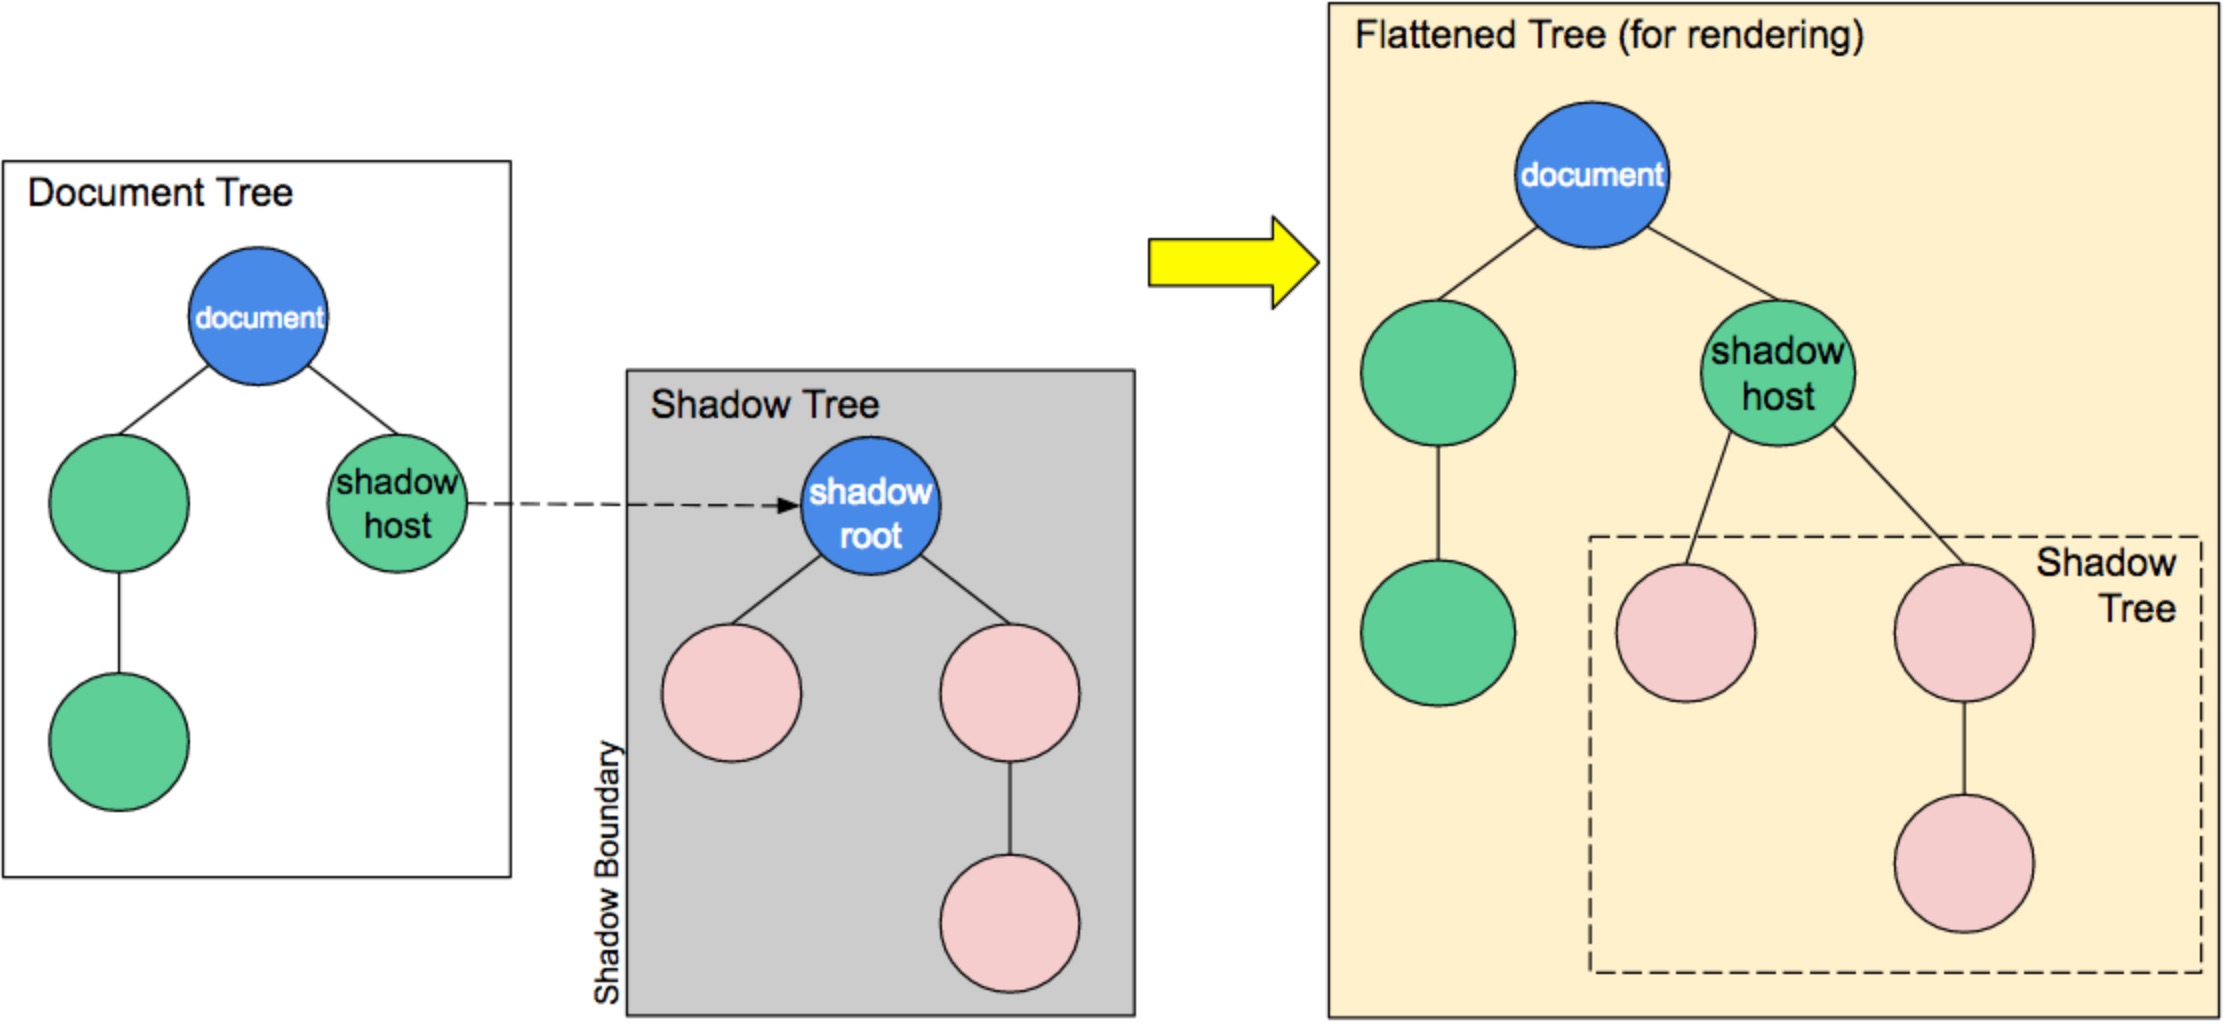 Document Tree
document
shadow
host
Shadow Tree
shadow
root
Shadow Boundary
Flattened Tree (for rendering)
document
shadow
host
Shadow
Tree